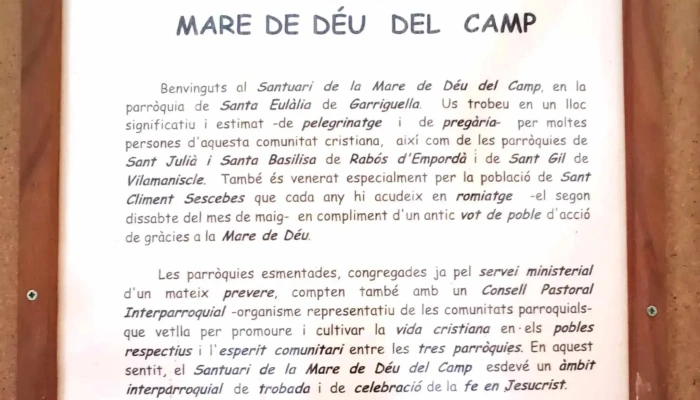 MARE DE DÉU DEL CAMP
Benvinguts al Santuari de la Mare de Déu del Camp, en la
parròquia de Santa Eulàlia de Garriguella. Us trobeu en un lloc
significatiu i estimat -de pelegrinatge i de pregària- per moltes
persones d'aquesta comunitat cristiana, així com de les parròquies de
Sant Julià i Santa Basilisa de Rabós d'Empordà i de Sant Gil de
Vilamaniscle. També és venerat especialment per la població de Sant
Climent Sescebes que cada any hi acudeix en romiatge -el segon
dissabte del mes de maig- en compliment d'un antic vot de poble d'acció
de gràcies a la Mare de Déu.
Les parròquies esmentades, congregades ja pel servei ministerial
d'un mateix prevere, compten també amb un Consell Pastoral
Interparroquial -organisme representatiu de les comunitats parroquials-
que vetlla per promoure i cultivar la vida cristiana en els pobles
respectius i l'esperit comunitari entre les tres parròquies. En aquest
sentit, el Santuari de la Mare de Déu del Camp esdevé un àmbit
interparroquial de trobada i de celebració de la fe en Jesucrist.